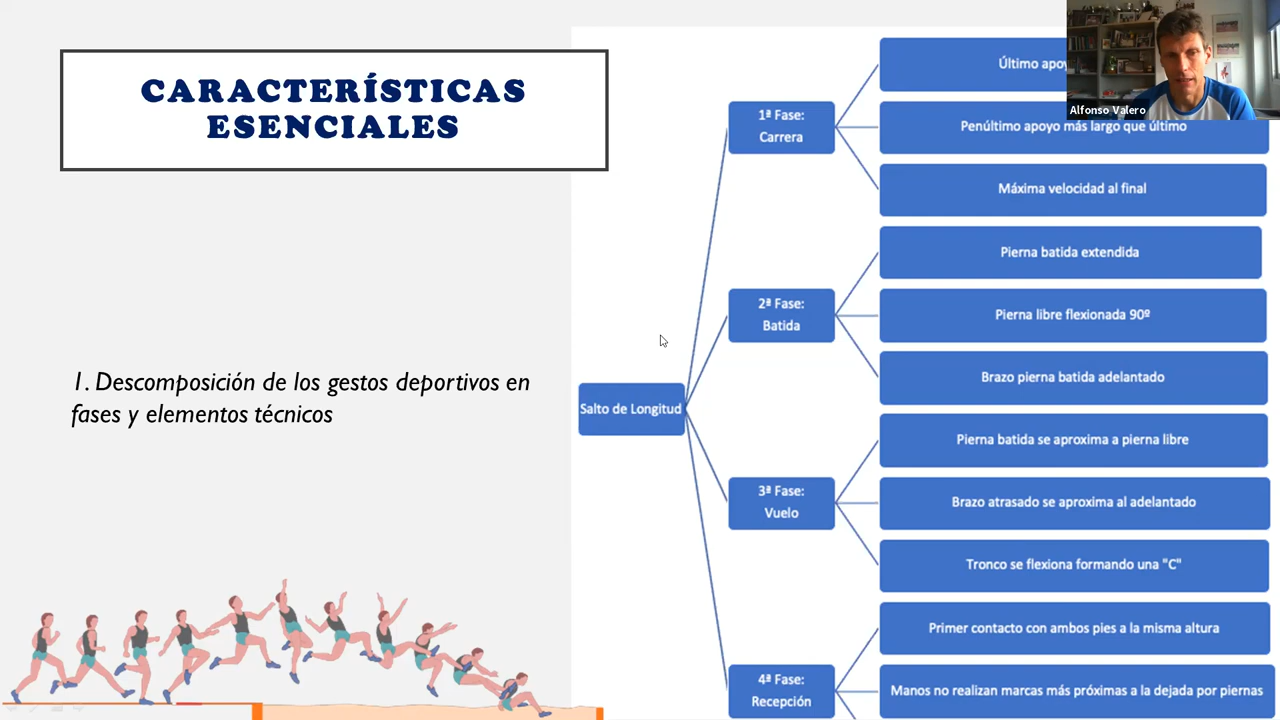 CARACTERÍSTICAS
ESENCIALES
1. Descomposición de los gestos deportivos en
fases y elementos técnicos
Salto de Longitud
1ª Fase:
Carrera
Último
Penúltimo apoyo más largo que último
Máxima velocidad al final
2ª Fase:
Batida
Pierna batida extendida
Pierna libre flexionada 90º
Brazo pierna batida adelantado
3ª Fase:
Vuelo
Pierna batida se aproxima a pierna libre
Brazo atrasado se aproxima al adelantado
Tronco se flexiona formando una "C"
4ª Fase:
Recepción
Primer contacto con ambos pies a la misma altura
Manos no realizan marcas más próximas a la dejada por piernas
Alfonso Valero